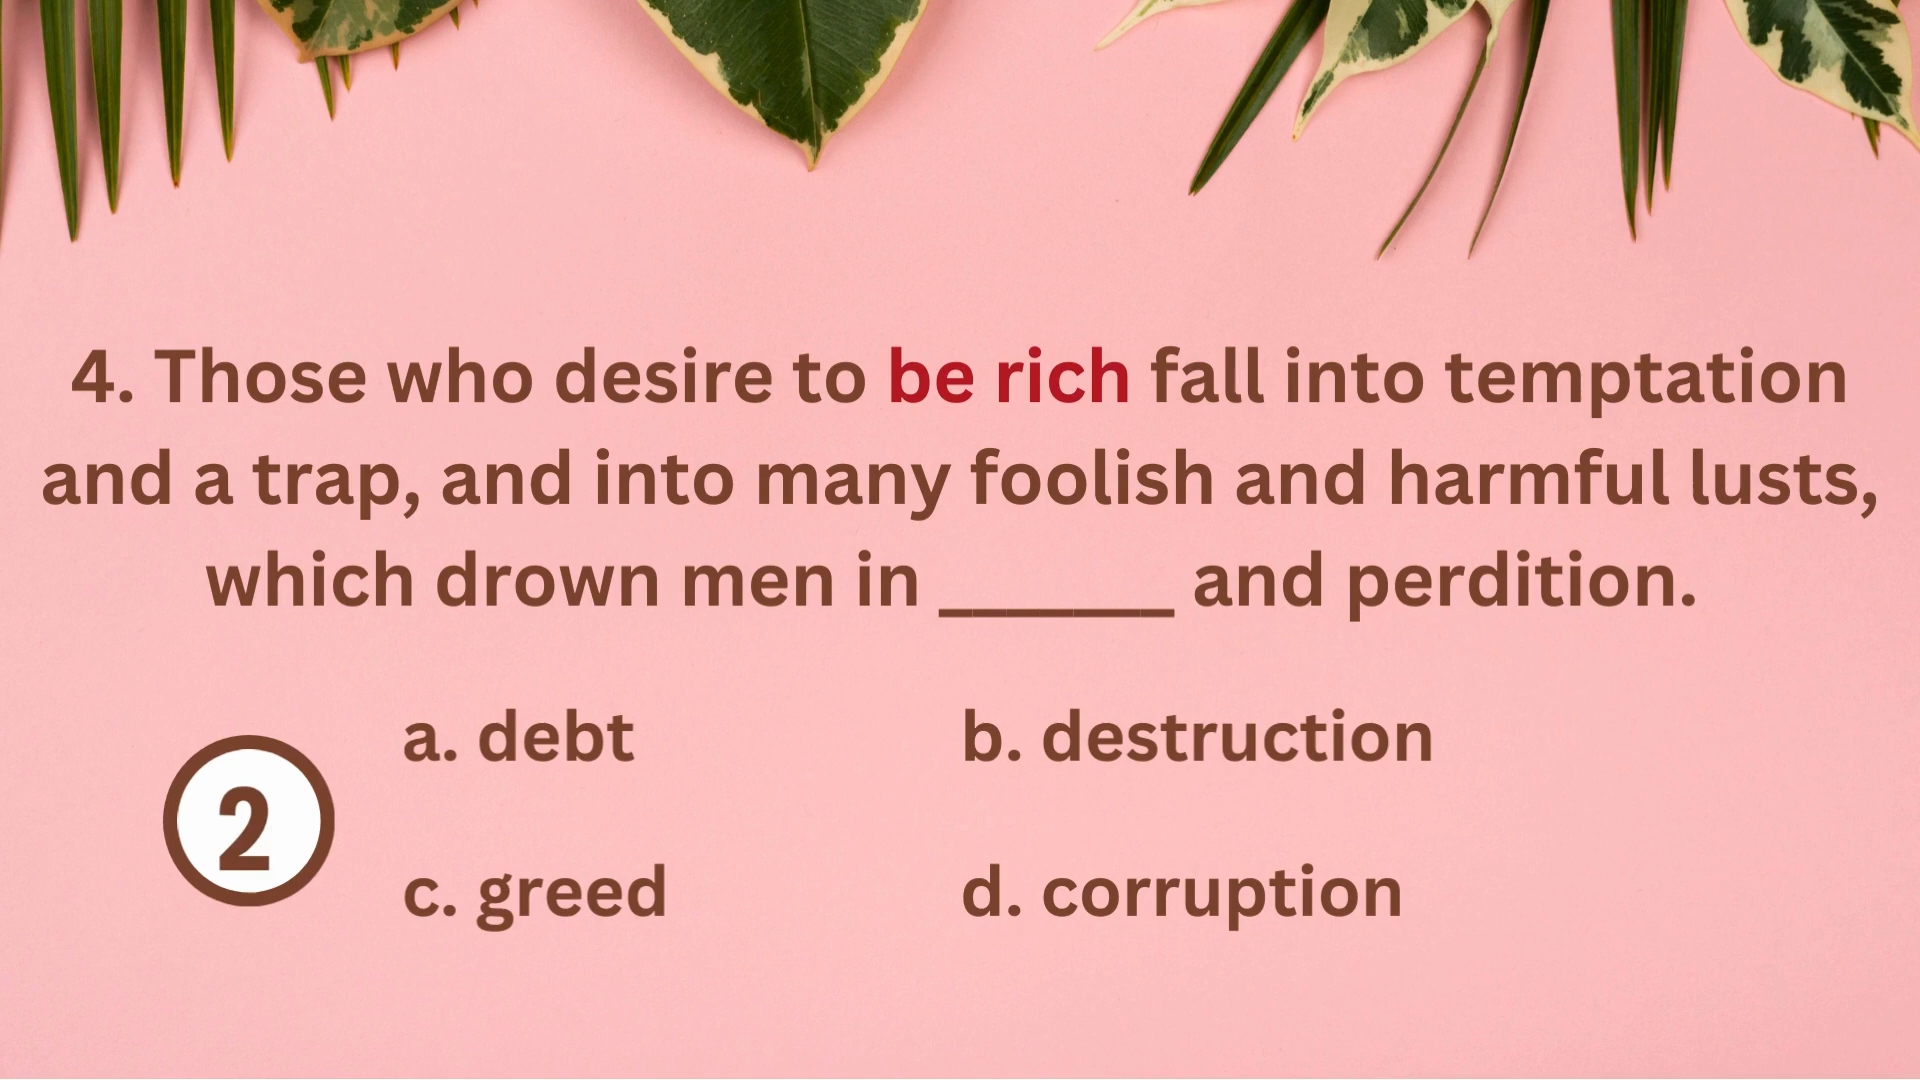 4. Those who desire to be rich fall into temptation
and a trap, and into many foolish and harmful lusts,
which drown men in _______ and perdition.
a. debt
b. destruction
2
c. greed
d. corruption